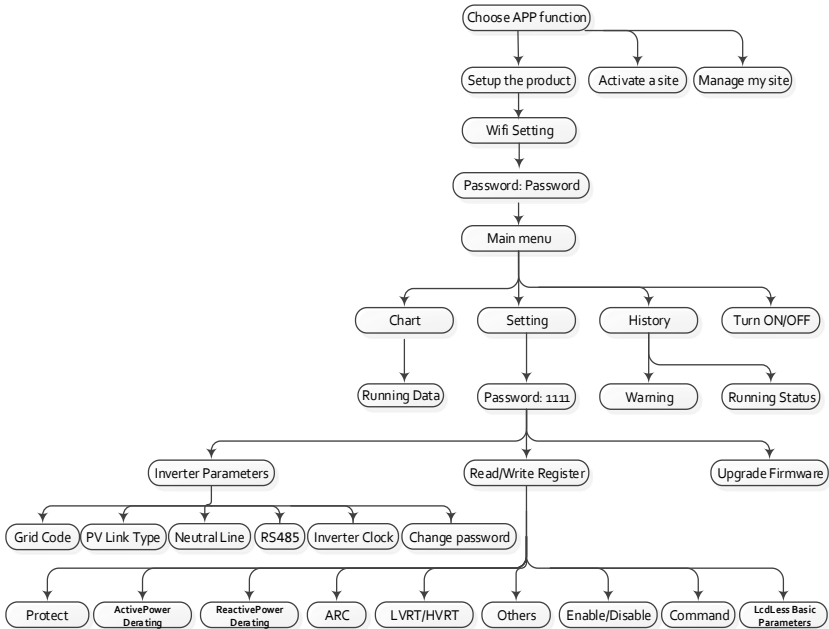 Choose APP function
Setup the product
Activate a site
Manage my site
Wifi Setting
Password: Password
Main menu
Chart
Setting
History
Turn ON/OFF
Running Data
Password: 1111
Warning
Running Status
Inverter Parameters
Read/Write Register
Upgrade Firmware
Grid Code
PV Link Type
Neutral Line
RS485
Inverter Clock
Change password
Protect
ActivePower
Derating
ReactivePower
Derating
ARC
LVRT/HVRT
Others
Enable/Disable
Command
LcdLess Basic
Parameters